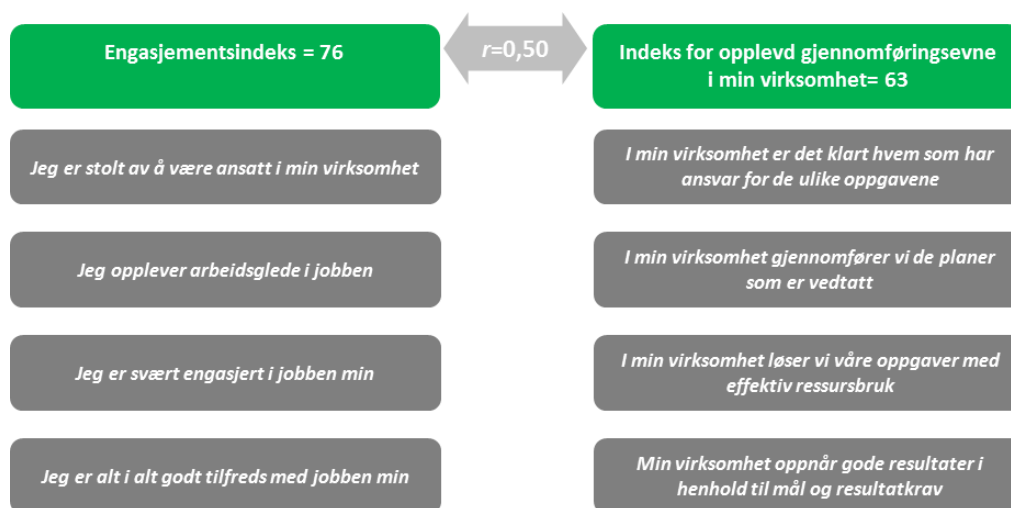 Engasjementsindeks = 76
r=0,50
Indeks for opplevd gjennomføringsevne
i min virksomhet= 63
Jeg er stolt av å være ansatt i min virksomhet
I min virksomhet er det klart hvem som har
ansvar for de ulike oppgavene
Jeg opplever arbeidsglede i jobben
I min virksomhet gjennomfører vi de planer
som er vedtatt
Jeg er svært engasjert i jobben min
I min virksomhet løser vi våre oppgaver med
effektiv ressursbruk
Jeg er alt i alt godt tilfreds med jobben min
Min virksomhet oppnår gode resultater i
henhold til mål og resultatkrav